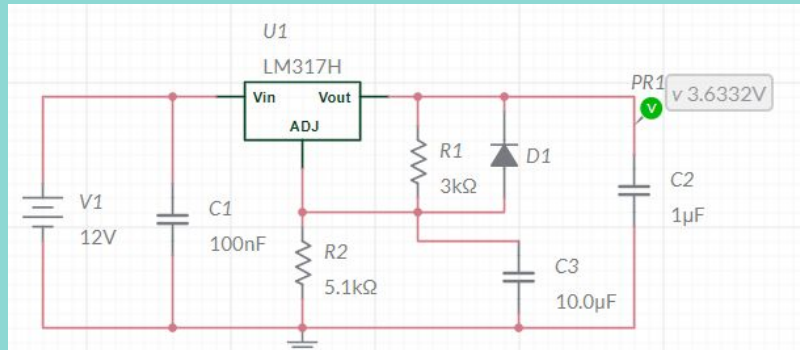 U1
LM317H
Vin Vout
ADJ
PR1 v 3.6332V
R1
3kΩ
D1
V1
12V
C1
100nF
C2
1µF
R2
5.1kΩ
C3
10.0µF
V